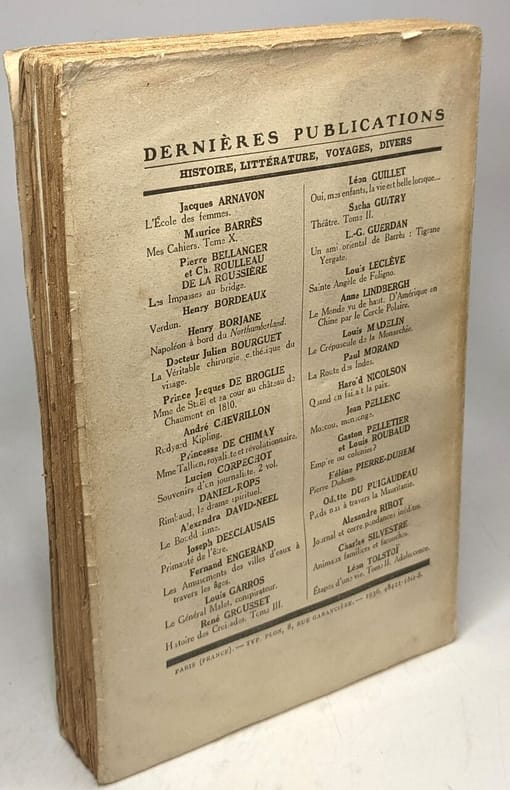 DERNIÈRES PUBLICATIONS
HISTOIRE, LITTÉRATURE, VOYAGES, DIVERS
Jacques ARNAVON
L'École des femmes.
Maurice BARRÈS
Mes Cahiers. Tome X.
Pierre BELLANGER
et Ch. ROULLEAU
DE LA ROUSSIÈRE
Les Impasses au bridge.
Henry BORDEAUX
Verdun.
Henry BORJANE
Napoléon à bord du Northumberland.
Docteur Julien BOURGUET
La Véritable chirurgie esthétique du
visage.
Prince Jacques DE BROGLIE
Mme de Staël et sa cour au château de
Chaumont en 1810.
André CHEVRILLON
Rudyard Kipling.
Princesse DE CHIMAY
Mme Tallien, royaliste et révolutionnaire.
Lucien CORPECHOT
Souvenirs d'un journaliste. 2 vol.
DANIEL-ROPS
Rimbaud, le drame spirituel.
Alexandra DAVID-NEEL
Le Bouddhisme.
Joseph DESCLAUSAIS
Primauté de l'être.
Fernand ENGERAND
Les Amusements des villes d'eaux à
travers les âges.
Louis GARROS
Le Général Malet, conspirateur.
René GROUSSET
Histoire des Croisades. Tome III.
Léon GUILLET
Oui, mes enfants, la vie est belle lorsque...
Sacha GUITRY
Théâtre. Tome II.
L.-G. GUERDAN
Un ami oriental de Barrès : Tigrane
Yergate.
Louis LECLÈVE
Sainte Angèle de Foligno.
Anne LINDBERGH
Le Monde vu de haut. D'Amérique en
Chine par le Cercle Polaire.
Louis MADELIN
Le Crépuscule de la Monarchie.
Paul MORAND
La Route des Indes.
Harold NICOLSON
Quand on faisait la paix.
Jean PELLENC
Moscou, mensonge.
Gaston PELLETIER
et Louis ROUBAUD
Empire ou colonies?
Hélène PIERRE-DUHEM
Pierre Duhem.
Odette DU PUIGAUDEAU
Pieds nus à travers la Mauritanie.
Alexandre RIBOT
Journal et correspondances inédites.
Charles SILVESTRE
Animaux familiers et farouches.
Léon TOLSTOÏ
Étapes d'une vie. Tome II. Adolescence.
PARIS (FRANCE). — TYP. PLON, 8, RUE GARANCIÈRE. — 1936.